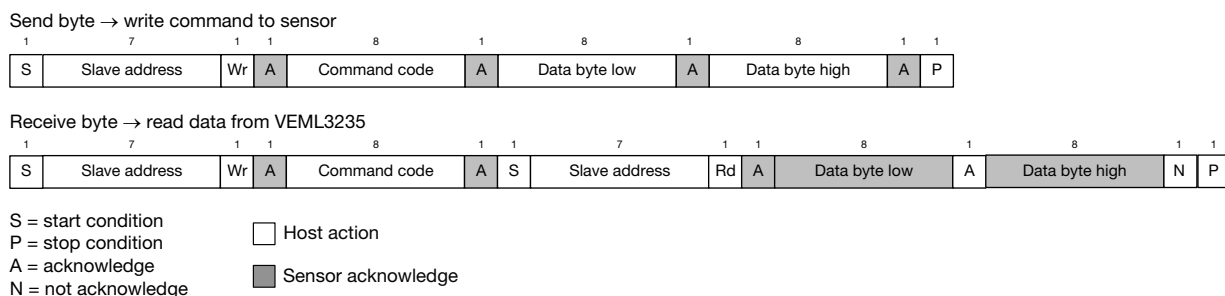 Send byte → write command to sensor
1 7 1 1 8 1 8 1 8 1 1
S Slave address Wr A Command code A Data byte low A Data byte high A P
Receive byte → read data from VEML3235
1 7 1 1 8 1 1 7 1 1 8 1 8 1 1
S Slave address Wr A Command code A S Slave address Rd A Data byte low A Data byte high N P
S = start condition
P = stop condition
A = acknowledge
N = not acknowledge
Host action
Sensor acknowledge